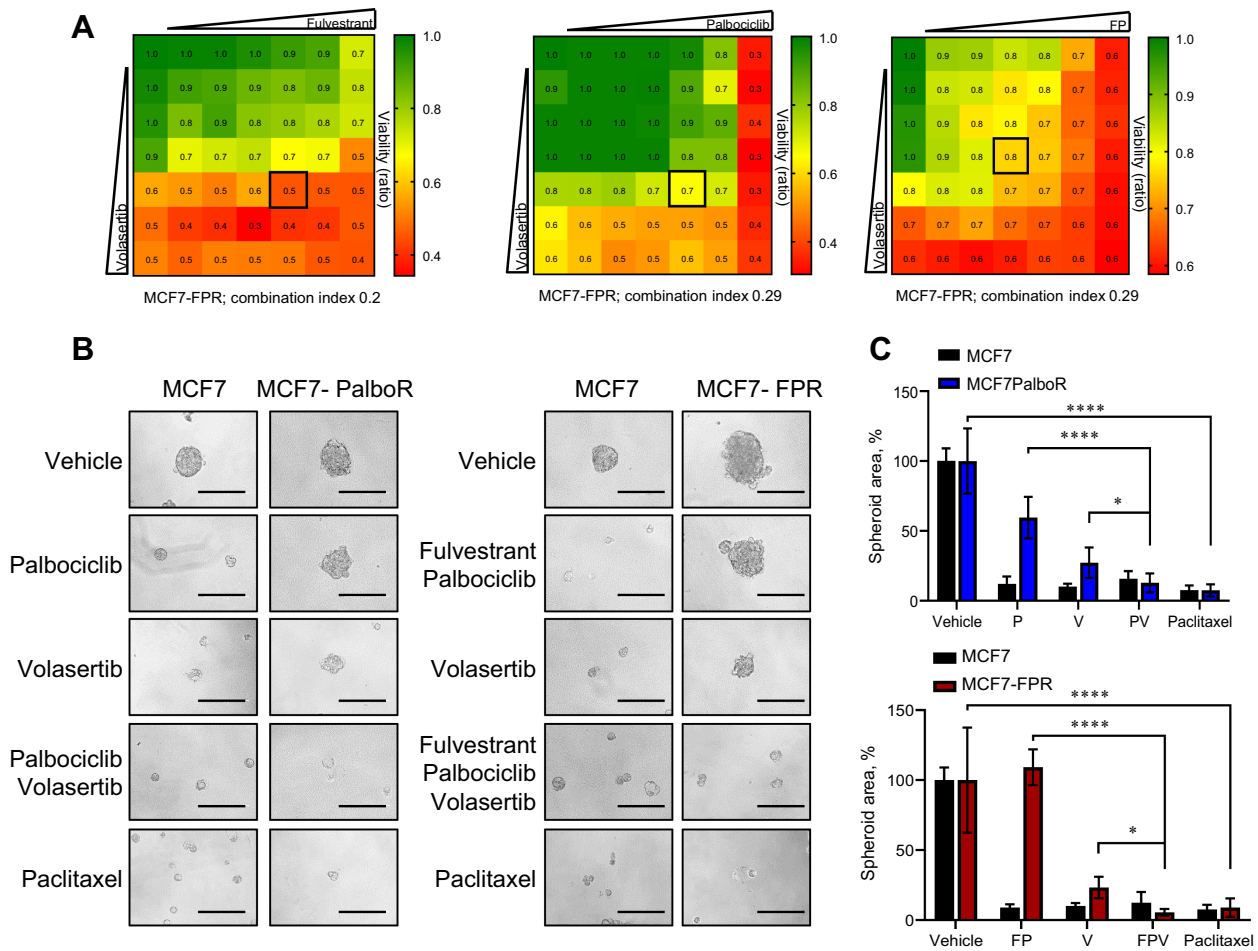 A
Fulvestrant
Volasertib
1.0 1.0 1.0 1.0 0.9 0.9 0.7
1.0 0.9 0.9 0.8 0.9 0.9 0.8
1.0 0.8 0.8 0.8 0.8 0.8 0.7
0.9 0.7 0.7 0.7 0.7 0.7 0.5
0.6 0.5 0.5 0.6 0.5 0.5 0.5
0.5 0.4 0.4 0.3 0.4 0.4 0.5
0.5 0.5 0.5 0.5 0.5 0.5 0.4
1.0
0.8
0.6
0.4
Viability (ratio)
MCF7-FPR; combination index 0.2
Palbociclib
Volasertib
1.0 1.0 1.0 1.0 1.0 0.8 0.3
0.9 1.0 1.0 1.0 0.9 0.7 0.3
1.0 1.0 1.0 1.0 0.9 0.9 0.4
1.0 1.0 1.0 1.0 0.8 0.8 0.3
0.8 0.8 0.8 0.7 0.7 0.7 0.3
0.6 0.6 0.5 0.5 0.5 0.5 0.4
0.6 0.5 0.5 0.5 0.6 0.5 0.4
1.0
0.8
0.6
0.4
Viability (ratio)
MCF7-FPR; combination index 0.29
FP
Volasertib
1.0 0.9 0.9 0.8 0.8 0.7 0.6
1.0 0.8 0.8 0.8 0.8 0.7 0.6
1.0 0.9 0.8 0.8 0.7 0.7 0.6
1.0 0.9 0.8 0.8 0.7 0.7 0.6
0.8 0.8 0.8 0.7 0.7 0.6 0.6
0.7 0.7 0.7 0.7 0.7 0.6 0.6
0.6 0.6 0.6 0.6 0.6 0.6 0.6
1.0
0.9
0.8
0.7
0.6
Viability (ratio)
MCF7-FPR; combination index 0.29
B
MCF7 MCF7- PalboR
Vehicle
Palbociclib
Volasertib
Palbociclib
Volasertib
Paclitaxel
MCF7 MCF7- FPR
Vehicle
Fulvestrant
Palbociclib
Volasertib
Fulvestrant
Palbociclib
Volasertib
Paclitaxel
C
MCF7
MCF7PalboR
Spheroid area, %
150
100
50
0
****
****
*
Vehicle P V PV Paclitaxel
MCF7
MCF7-FPR
Spheroid area, %
150
100
50
0
****
****
*
Vehicle FP V FPV Paclitaxel